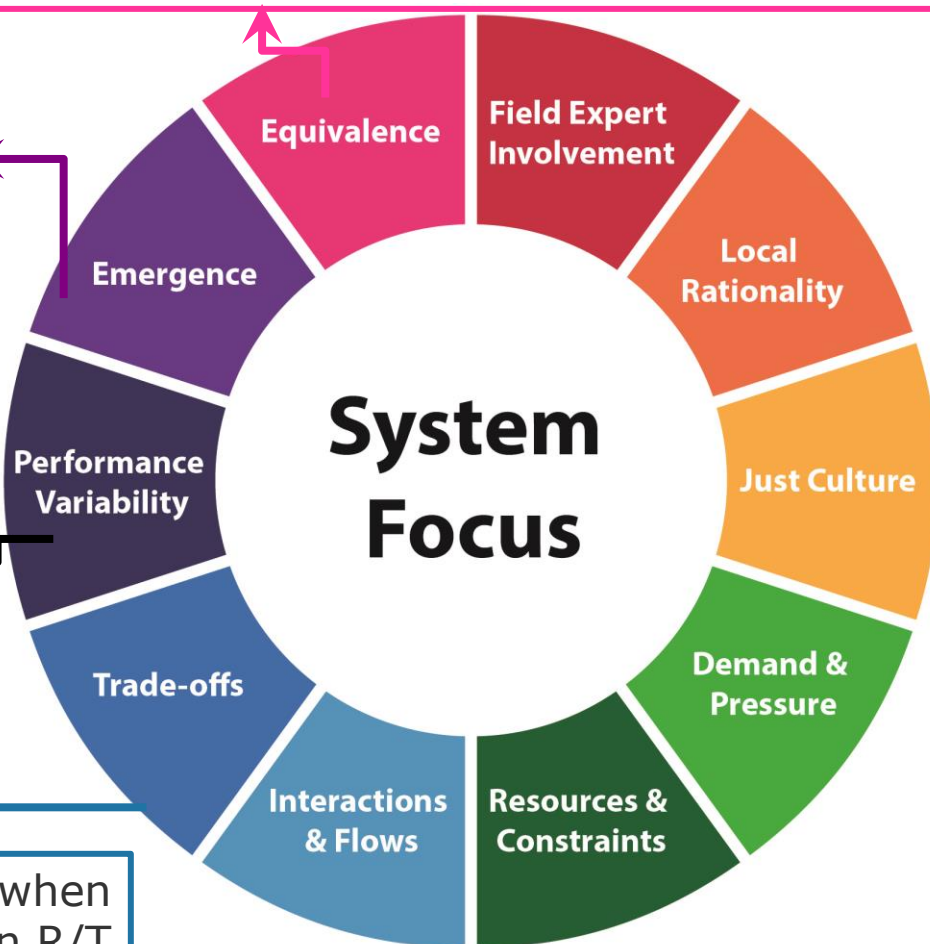 Equivalence
Field Expert
Involvement
Local
Rationality
Just Culture
Demand &
Pressure
Resources &
Constraints
Interactions
& Flows
Trade-offs
Performance
Variability
Emergence
System
Focus
when
R/T